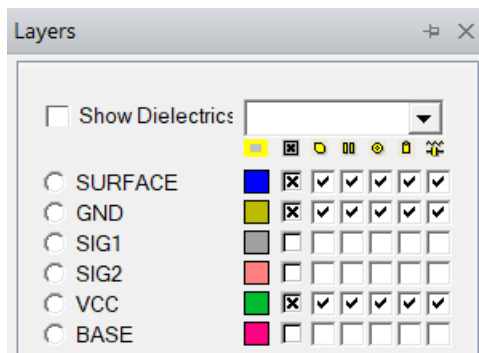 Layers
Show Dielectrics
SURFACE
GND
SIG1
SIG2
VCC
BASE